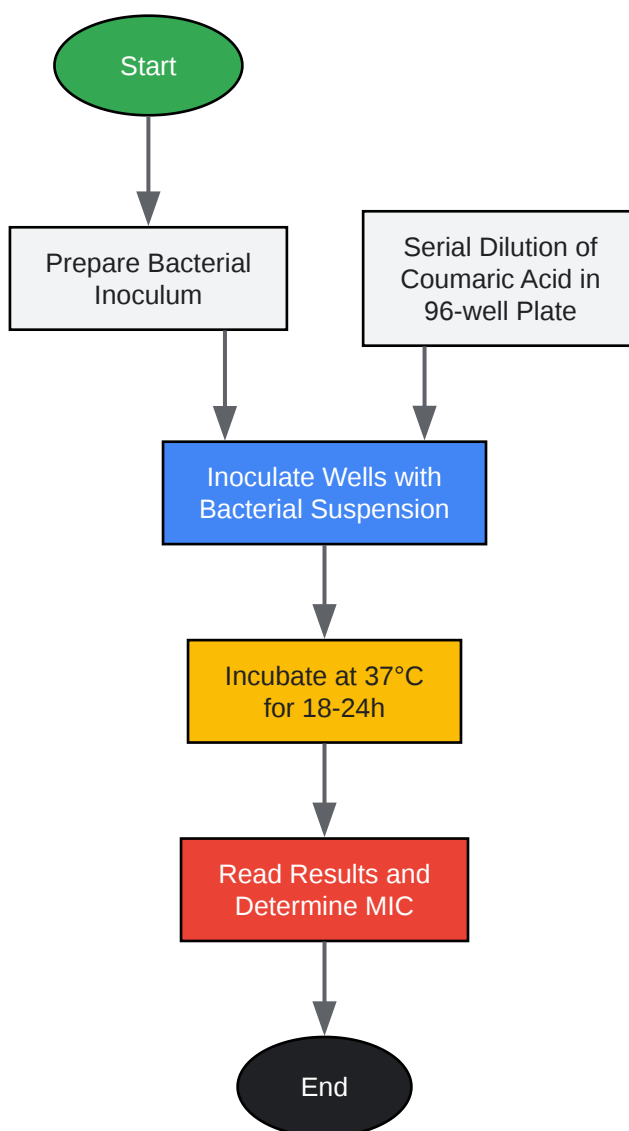 Start
Prepare Bacterial
Inoculum
Serial Dilution of
Coumaric Acid in
96-well Plate
Inoculate Wells with
Bacterial Suspension
Incubate at 37°C
for 18-24h
Read Results and
Determine MIC
End